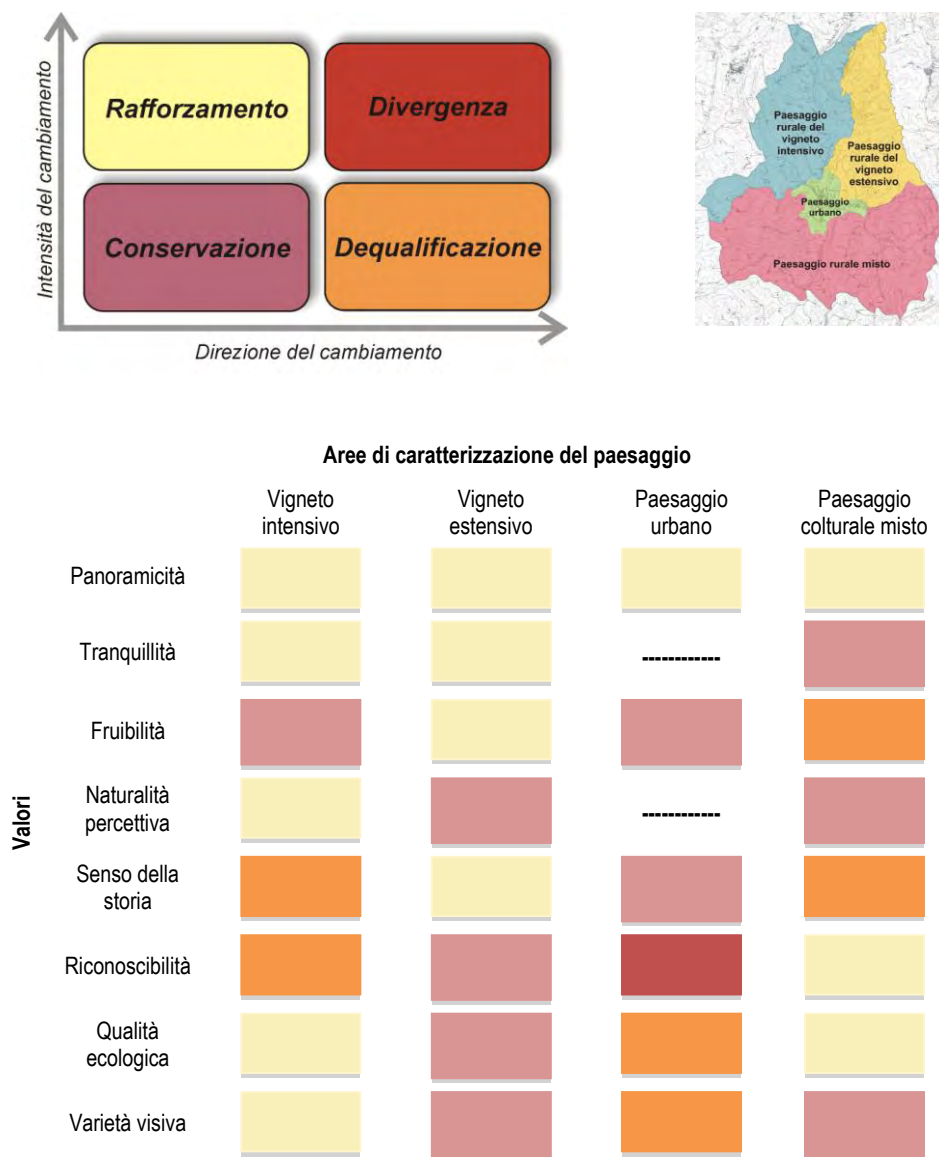 Intensità del cambiamento
Rafforzamento
Divergenza
Conservazione
Dequalificazione
Direzione del cambiamento
Paesaggio
rurale del
vigneto
intensivo
Paesaggio
rurale del
vigneto
estensivo
Paesaggio
urbano
Paesaggio rurale misto
Aree di caratterizzazione del paesaggio
Vigneto
intensivo
Vigneto
estensivo
Paesaggio
urbano
Paesaggio
colturale misto
Valori
Panoramicità
Tranquillità
------------
Fruibilità
Naturalità
percettiva
------------
Senso della
storia
Riconoscibilità
Qualità
ecologica
Varietà visiva